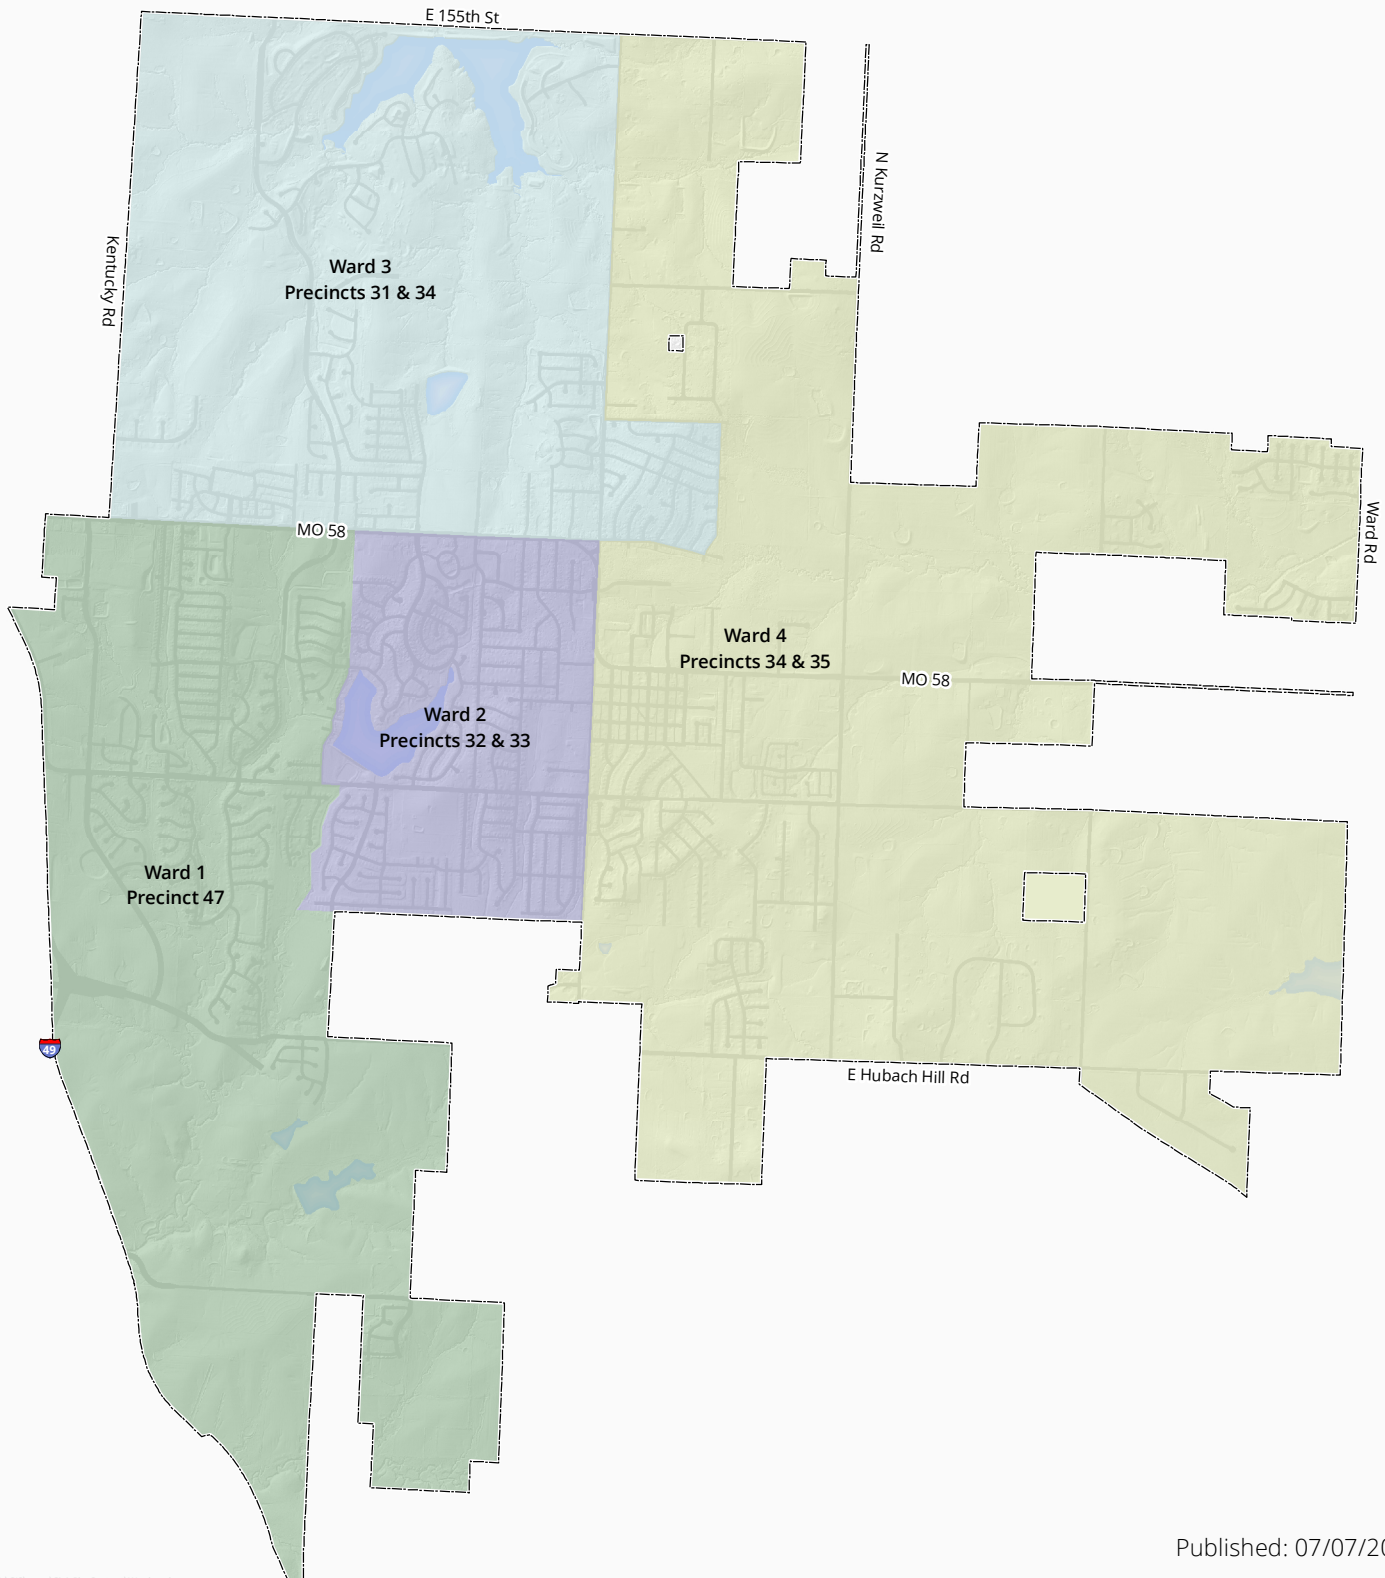 E 155th St
N Kurzweil Rd
Kentucky Rd
Ward 3
Precincts 31 & 34
Ward Rd
MO 58
Ward 4
Precincts 34 & 35
MO 58
Ward 2
Precincts 32 & 33
Ward 1
Precinct 47
49
E Hubach Hill Rd
Published: 07/07/20